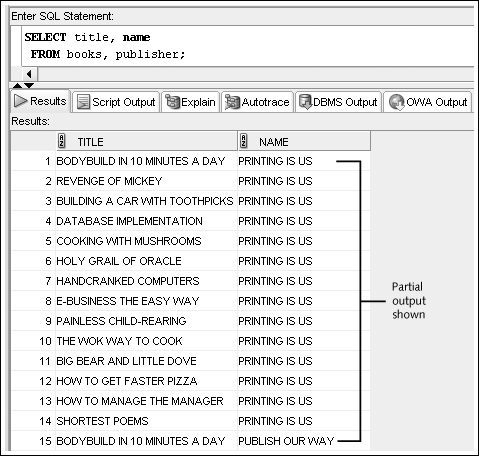 Enter SQL Statement:
SELECT title, name
FROM books, publisher;
Results Script Output Explain Autotrace DBMS Output OWA Output
Results:
TITLE NAME
1 BODYBUILD IN 10 MINUTES A DAY PRINTING IS US
2 REVENGE OF MICKEY PRINTING IS US
3 BUILDING A CAR WITH TOOTHPICKS PRINTING IS US
4 DATABASE IMPLEMENTATION PRINTING IS US
5 COOKING WITH MUSHROOMS PRINTING IS US
6 HOLY GRAIL OF ORACLE PRINTING IS US
7 HANDCRANKED COMPUTERS PRINTING IS US
8 E-BUSINESS THE EASY WAY PRINTING IS US
9 PAINLESS CHILD-REARING PRINTING IS US
10 THE WOK WAY TO COOK PRINTING IS US
11 BIG BEAR AND LITTLE DOVE PRINTING IS US
12 HOW TO GET FASTER PIZZA PRINTING IS US
13 HOW TO MANAGE THE MANAGER PRINTING IS US
14 SHORTEST POEMS PRINTING IS US
15 BODYBUILD IN 10 MINUTES A DAY PUBLISH OUR WAY
Partial
output
shown